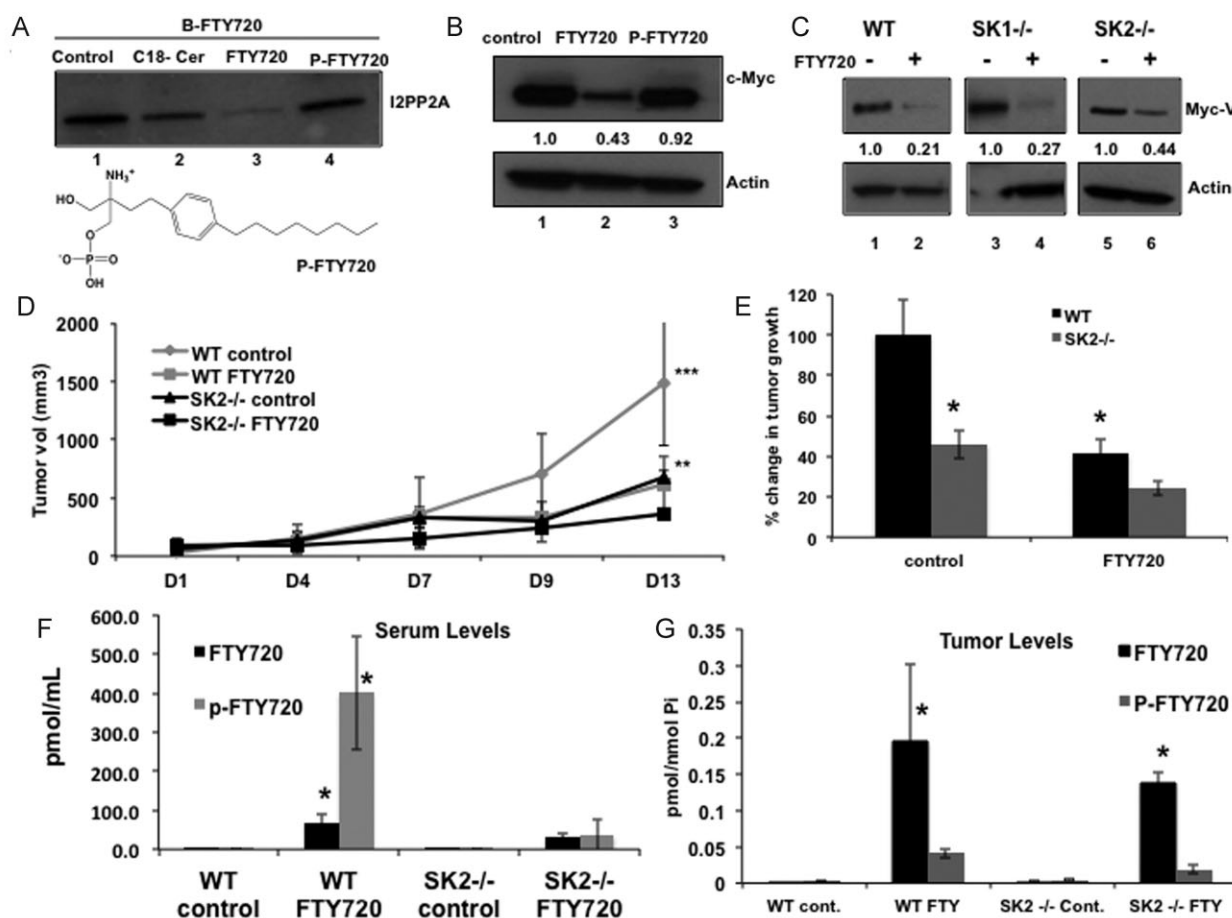 A
B-FTY720
Control C18- Cer FTY720 P-FTY720
I2PP2A
1 2 3 4
NH3+
HO
O
-O P O
OH
P-FTY720
B
control FTY720 P-FTY720
c-Myc
1.0 0.43 0.92
Actin
1 2 3
C
WT SK1-/- SK2-/-
FTY720 - + - + - +
Myc-V
1.0 0.21 1.0 0.27 1.0 0.44
Actin
1 2 3 4 5 6
D
Tumor vol (mm3)
2000
1500
1000
500
0
WT control
WT FTY720
SK2-/- control
SK2-/- FTY720
***
**
D1 D4 D7 D9 D13
E
% change in tumor growth
120
100
80
60
40
20
0
WT
SK2-/-
* *
control FTY720
F
Serum Levels
pmol/mL
600.0
500.0
400.0
300.0
200.0
100.0
0.0
FTY720
p-FTY720
* *
WT WT SK2-/- SK2-/-
control FTY720 control FTY720
G
Tumor Levels
pmol/nmol Pi
0.35
0.3
0.25
0.2
0.15
0.1
0.05
0
FTY720
P-FTY720
* *
WT cont. WT FTY SK2 -/- Cont. SK2 -/- FTY